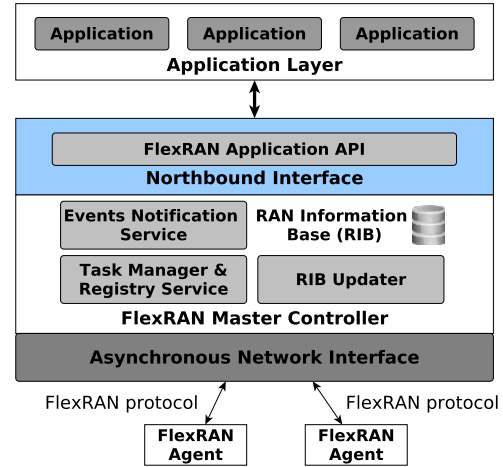 Application Application Application
Application Layer
FlexRAN Application API
Northbound Interface
Events Notification
Service
RAN Information
Base (RIB)
Task Manager &
Registry Service
RIB Updater
FlexRAN Master Controller
Asynchronous Network Interface
FlexRAN protocol FlexRAN protocol
FlexRAN
Agent
FlexRAN
Agent